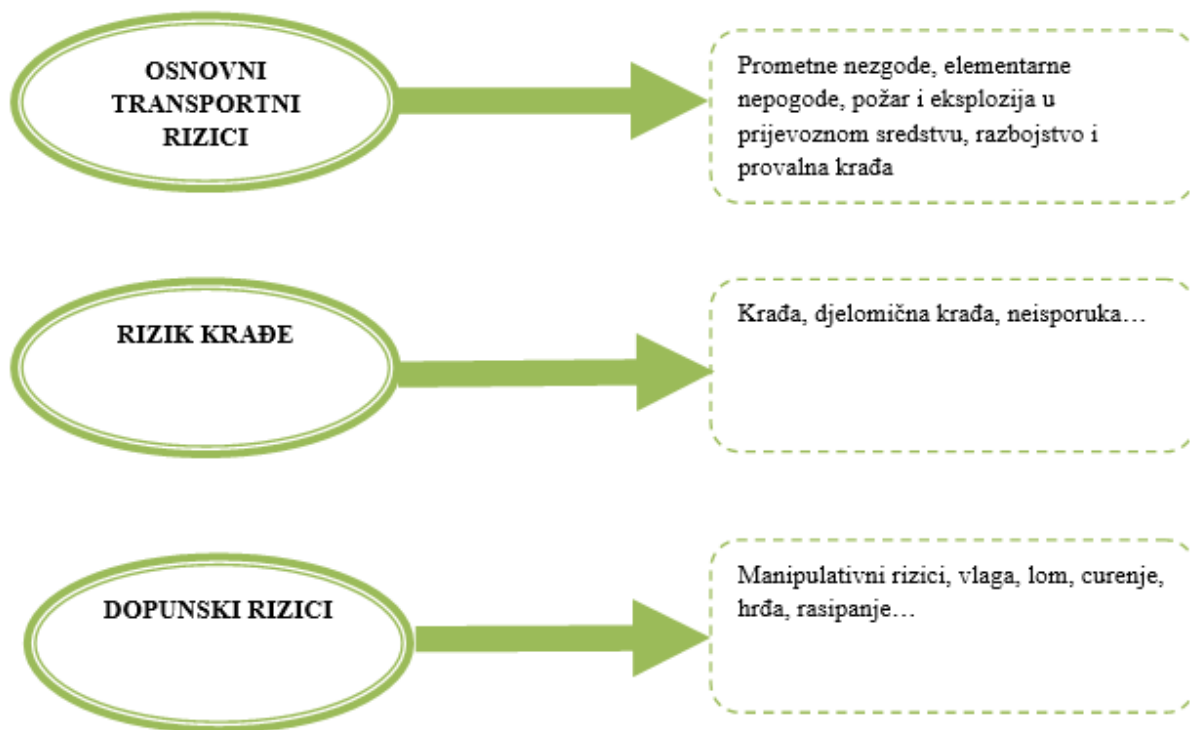 OSNOVNI
TRANSPORTNI
RIZICI
Prometne nezgode, elementarne
nepogode, požar i eksplozija u
prijevoznom sredstvu, razbojstvo i
provalna krađa
RIZIK KRAĐE
Krađa, djelomična krađa, neisporuka…
DOPUNSKI RIZICI
Manipulativni rizici, vlaga, lom, curenje,
hrđa, rasipanje…